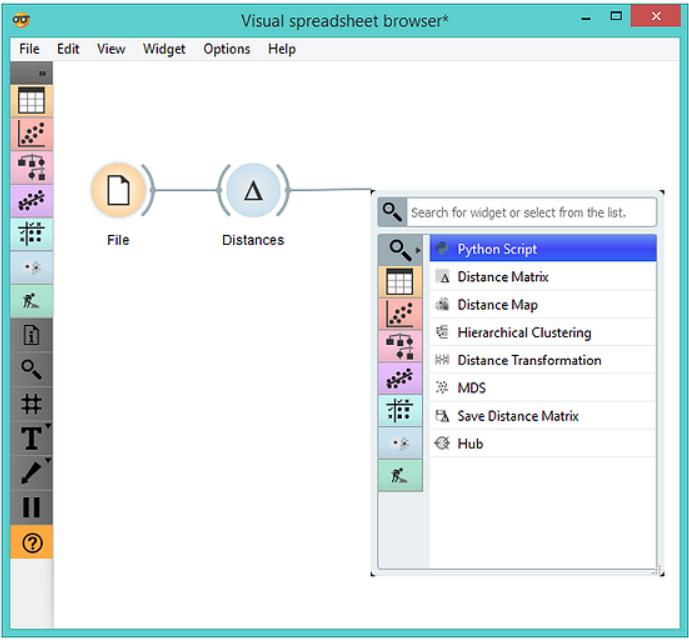 Visual spreadsheet browser*
File Edit View Widget Options Help
»
File
Δ
Distances
Search for widget or select from the list.
Python Script
Distance Matrix
Distance Map
Hierarchical Clustering
Distance Transformation
MDS
Save Distance Matrix
Hub
T
?